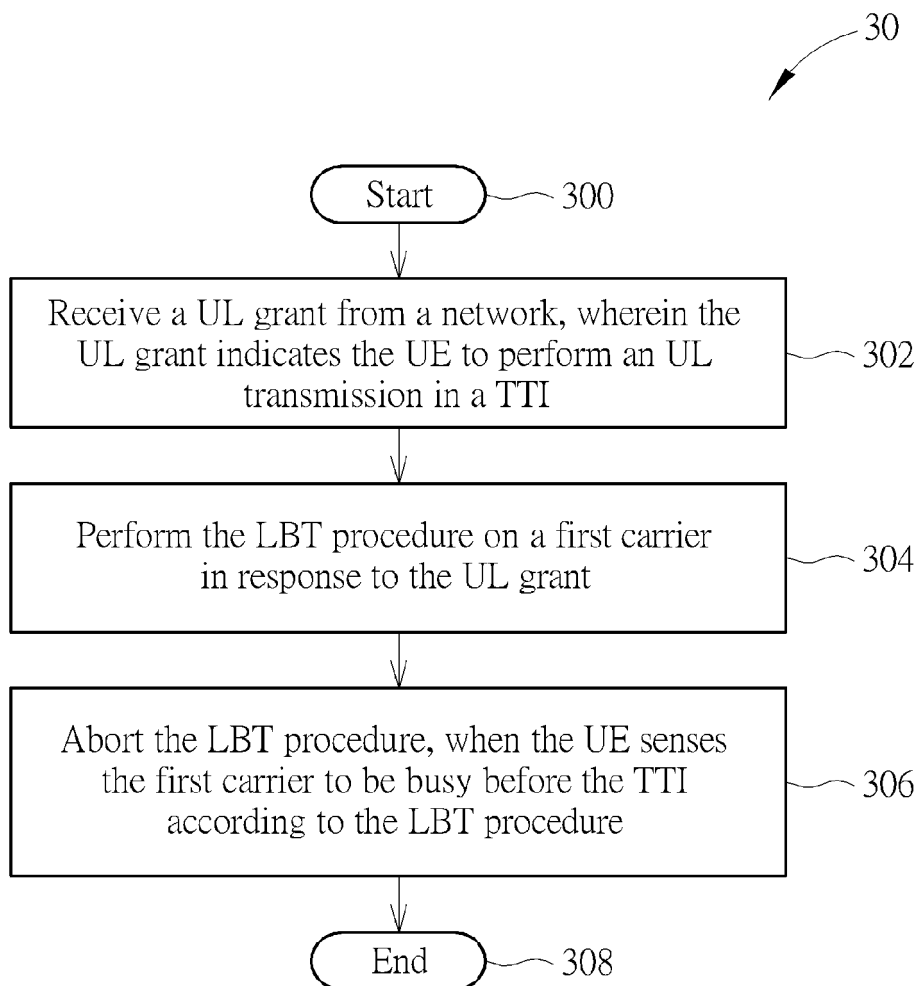 30
Start
300
Receive a UL grant from a network, wherein the
UL grant indicates the UE to perform an UL
transmission in a TTI
302
Perform the LBT procedure on a first carrier
in response to the UL grant
304
Abort the LBT procedure, when the UE senses
the first carrier to be busy before the TTI
according to the LBT procedure
306
End
308